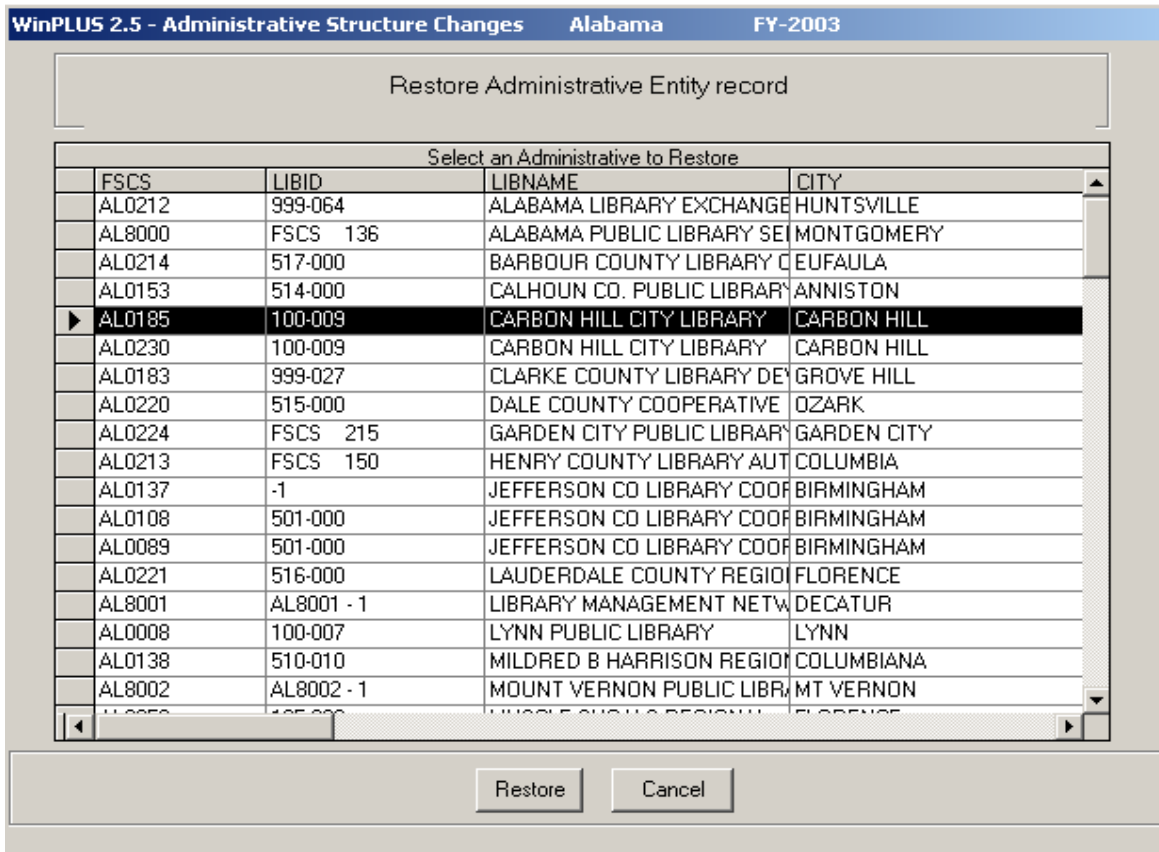 WinPLUS 2.5 - Administrative Structure Changes Alabama FY-2003
Restore Administrative Entity record
Select an Administrative to Restore
FSCS LIBID LIBNAME CITY
AL0212 999-064 ALABAMA LIBRARY EXCHANGE HUNTSVILLE
AL8000 FSCS 136 ALABAMA PUBLIC LIBRARY SE MONTGOMERY
AL0214 517-000 BARBOUR COUNTY LIBRARY C EUFAULA
AL0153 514-000 CALHOUN CO. PUBLIC LIBRARY ANNISTON
AL0185 100-009 CARBON HILL CITY LIBRARY CARBON HILL
AL0230 100-009 CARBON HILL CITY LIBRARY CARBON HILL
AL0183 999-027 CLARKE COUNTY LIBRARY DE GROVE HILL
AL0220 515-000 DALE COUNTY COOPERATIVE OZARK
AL0224 FSCS 215 GARDEN CITY PUBLIC LIBRARY GARDEN CITY
AL0213 FSCS 150 HENRY COUNTY LIBRARY AUT COLUMBIA
AL0137 -1 JEFFERSON CO LIBRARY COOP BIRMINGHAM
AL0108 501-000 JEFFERSON CO LIBRARY COOP BIRMINGHAM
AL0089 501-000 JEFFERSON CO LIBRARY COOP BIRMINGHAM
AL0221 516-000 LAUDERDALE COUNTY REGIO FLORENCE
AL8001 AL8001 - 1 LIBRARY MANAGEMENT NETW DECATUR
AL0008 100-007 LYNN PUBLIC LIBRARY LYNN
AL0138 510-010 MILDRED B HARRISON REGIO COLUMBIANA
AL8002 AL8002 - 1 MOUNT VERNON PUBLIC LIBR MT VERNON
Restore Cancel